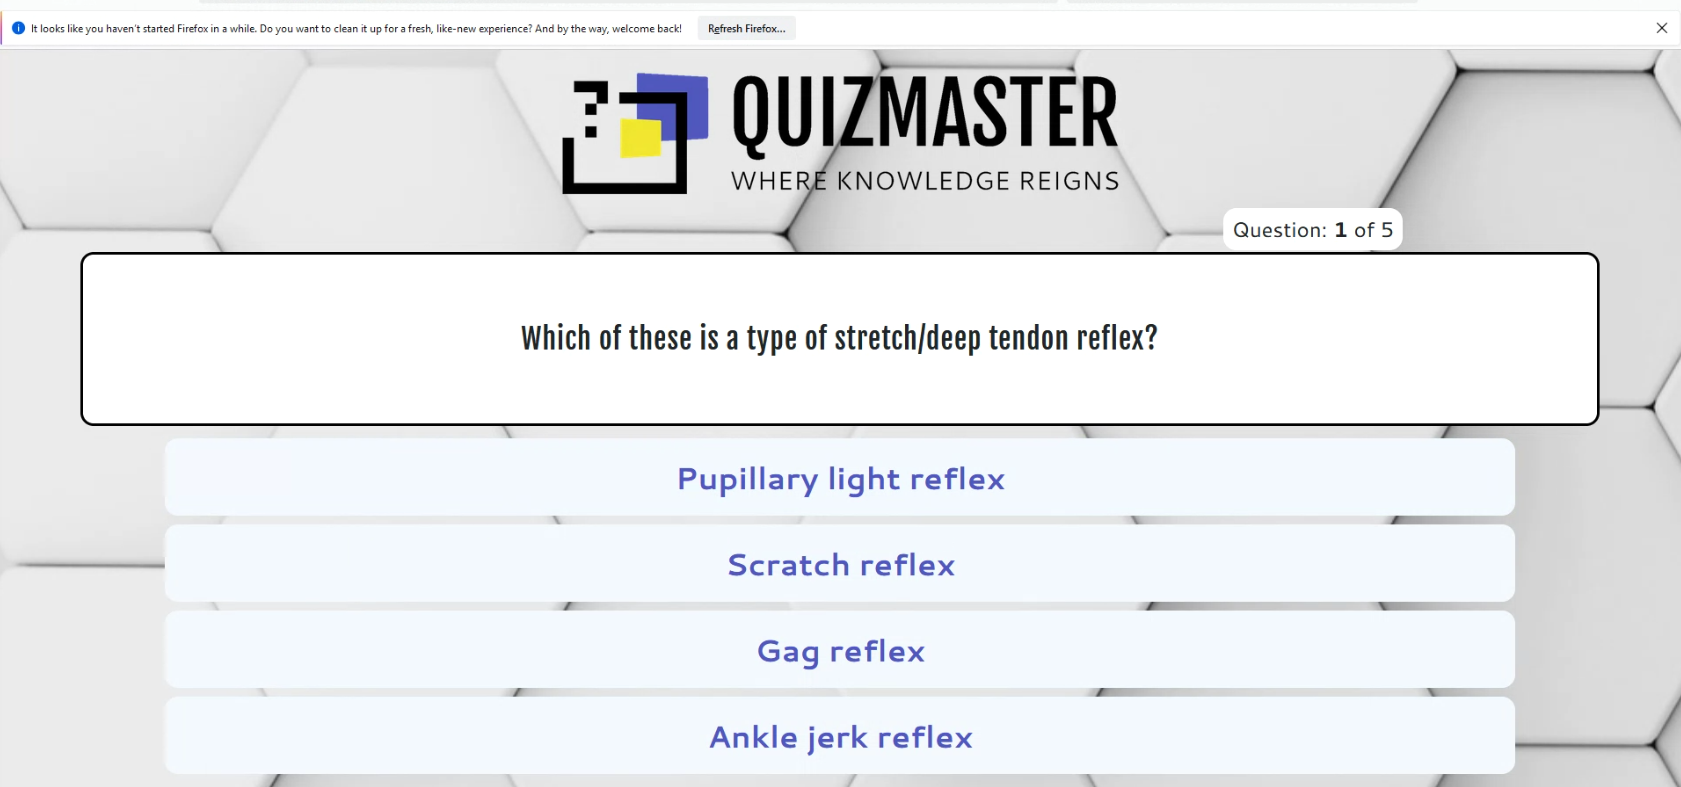 It looks like you haven't started Firefox in a while. Do you want to clean it up for a fresh, like-new experience? And by the way, welcome back! Refresh Firefox...
QUIZMASTER
WHERE KNOWLEDGE REIGNS
Question: 1 of 5
Which of these is a type of stretch/deep tendon reflex?
Pupillary light reflex
Scratch reflex
Gag reflex
Ankle jerk reflex